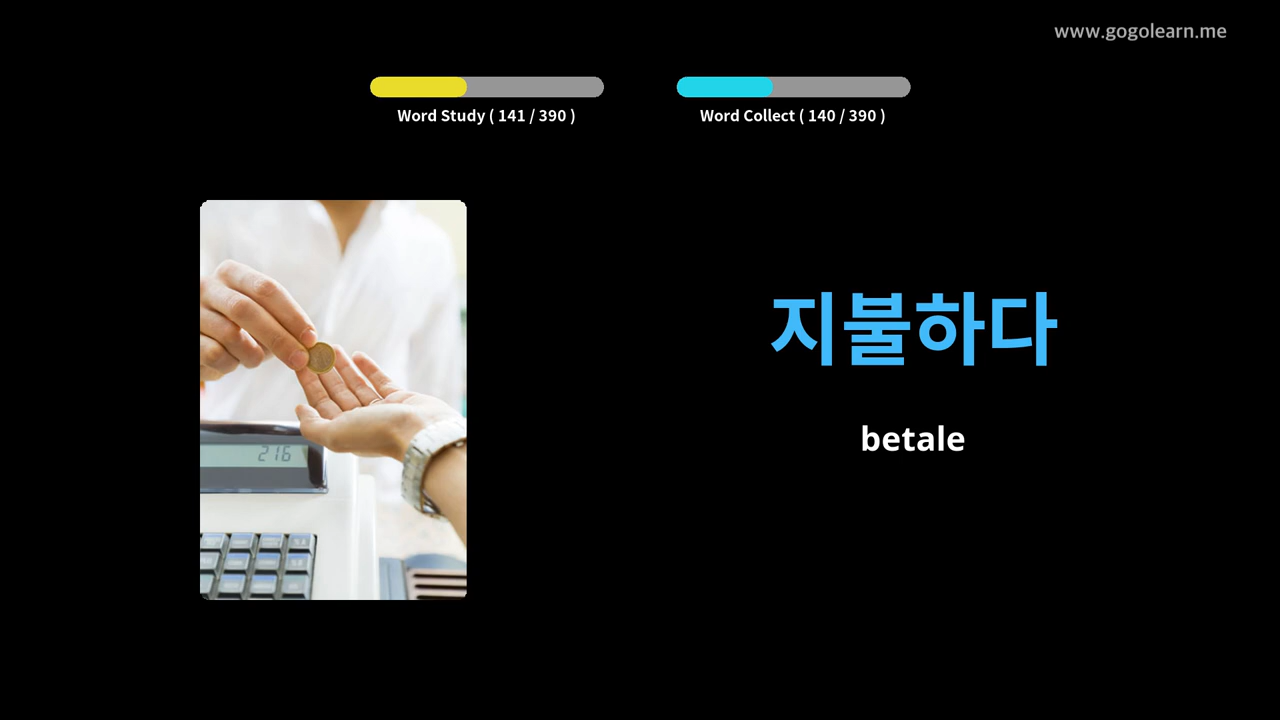 www.gogolearn.me
Word Study ( 141 / 390 )
Word Collect ( 140 / 390 )
지불하다
betale
216